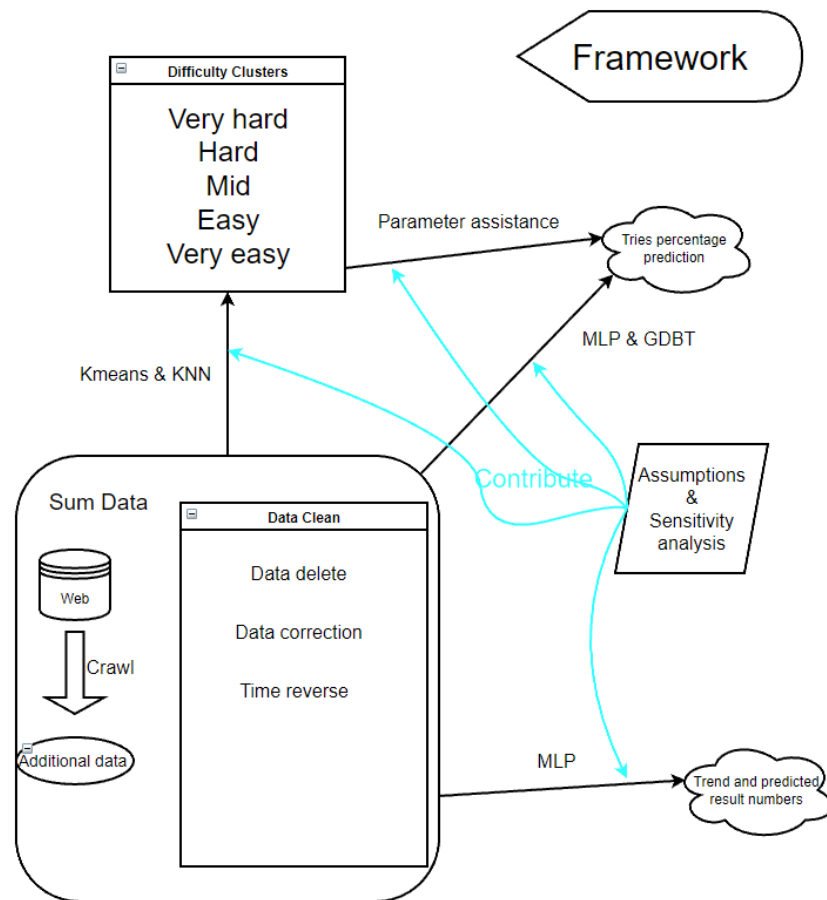 Framework
Difficulty Clusters
Very hard
Hard
Mid
Easy
Very easy
Parameter assistance
Tries percentage
prediction
MLP & GDBT
Kmeans & KNN
Contribute
Assumptions
&
Sensitivity
analysis
Sum Data
Data Clean
Data delete
Web
Data correction
Crawl
Time reverse
Additional data
MLP
Trend and predicted
result numbers